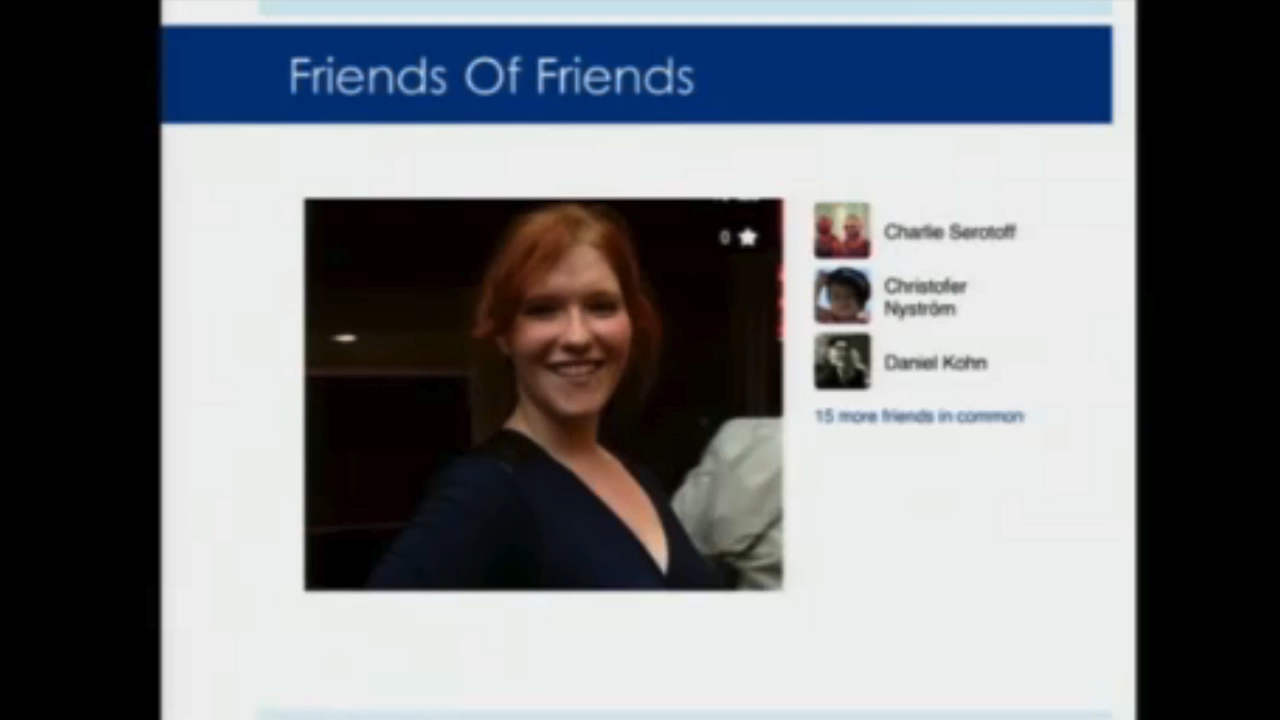 Friends Of Friends
0
Charlie Serotoff
Christofer
Nyström
Daniel Kohn
15 more friends in common